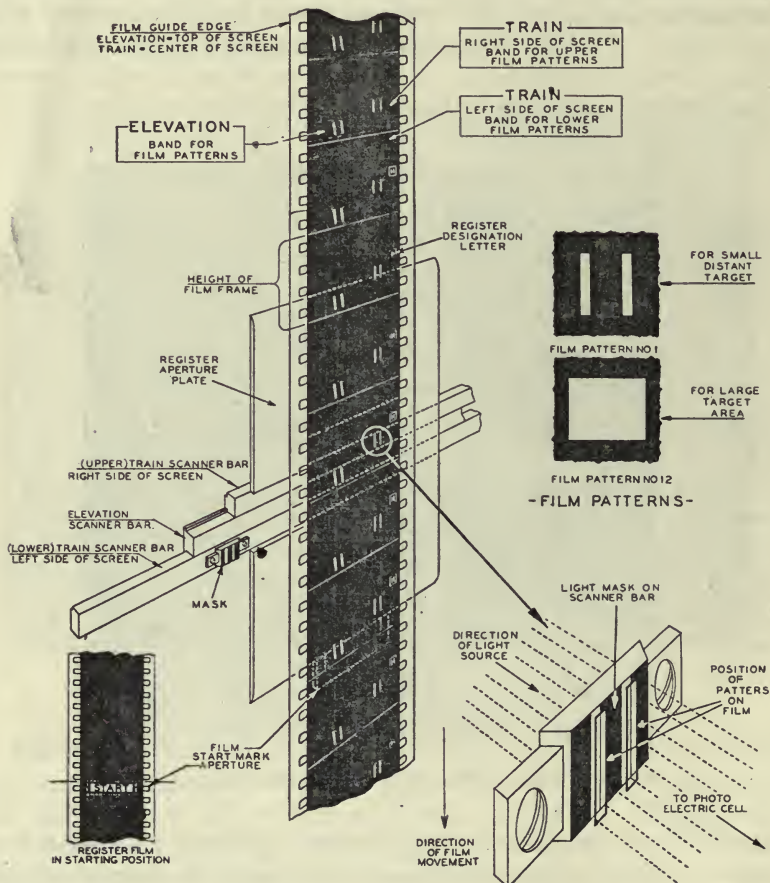 FILM GUIDE EDGE
ELEVATION=TOP OF SCREEN
TRAIN=CENTER OF SCREEN
TRAIN
RIGHT SIDE OF SCREEN
BAND FOR UPPER
FILM PATTERNS
TRAIN
LEFT SIDE OF SCREEN
BAND FOR LOWER
FILM PATTERNS
ELEVATION
BAND FOR
FILM PATTERNS
REGISTER
DESIGNATION
LETTER
HEIGHT OF
FILM FRAME
FOR SMALL
DISTANT
TARGET
FILM PATTERN NO 1
REGISTER
APERTURE
PLATE
FOR LARGE
TARGET
AREA
FILM PATTERN NO 12
-FILM PATTERNS-
(UPPER) TRAIN SCANNER BAR
RIGHT SIDE OF SCREEN
ELEVATION
SCANNER BAR.
(LOWER) TRAIN SCANNER BAR
LEFT SIDE OF SCREEN
MASK
LIGHT MASK ON
SCANNER BAR
DIRECTION
OF LIGHT
SOURCE
POSITION
OF
PATTERS
ON
FILM
FILM
START MARK
APERTURE
START
REGISTER FILM
IN STARTING POSITION
DIRECTION
OF FILM
MOVEMENT
TO PHOTO
ELECTRIC CELL